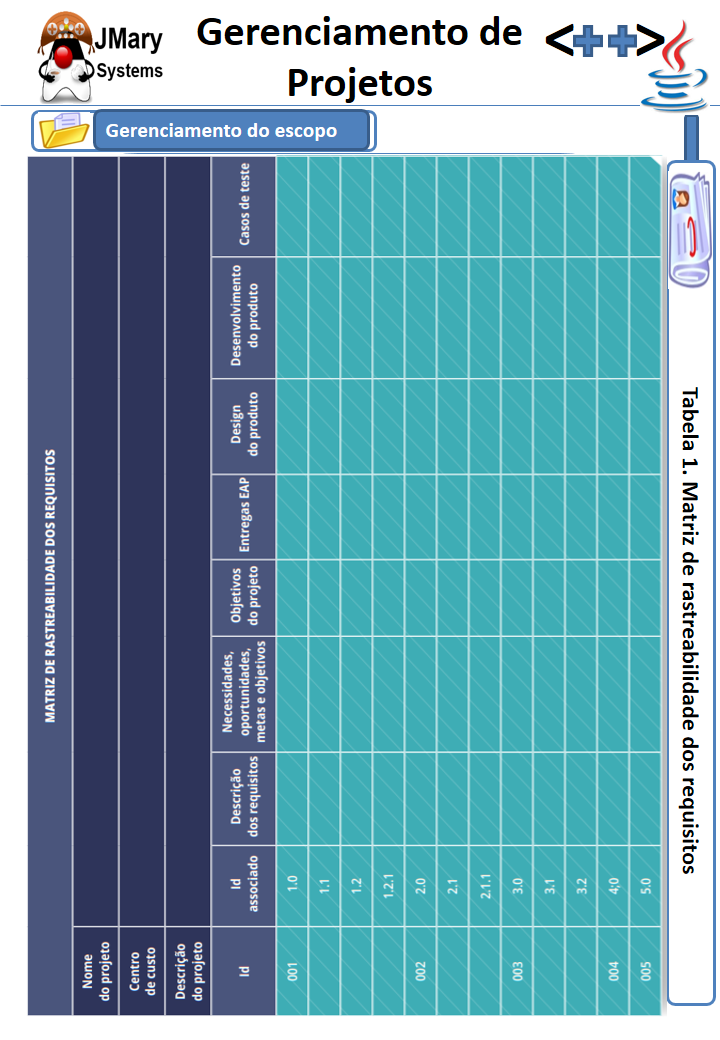 JMary
Systems
Gerenciamento de
Projetos
<++>
Gerenciamento do escopo
MATRIZ DE RASTREABILIDADE DOS REQUISITOS
Nome
do projeto
Centro
de custo
Descrição
do projeto
Id
Id
associado
Descrição
dos requisitos
Necessidades,
oportunidades,
metas e objetivos
Objetivos
do projeto
Entregas EAP
Design
do produto
Desenvolvimento
do produto
Casos de teste
001 1.0
1.1
1.2
1.2.1
002 2.0
2.1
2.1.1
003 3.0
3.1
3.2
004 4;0
005 5.0
Tabela 1. Matriz de rastreabilidade dos requisitos